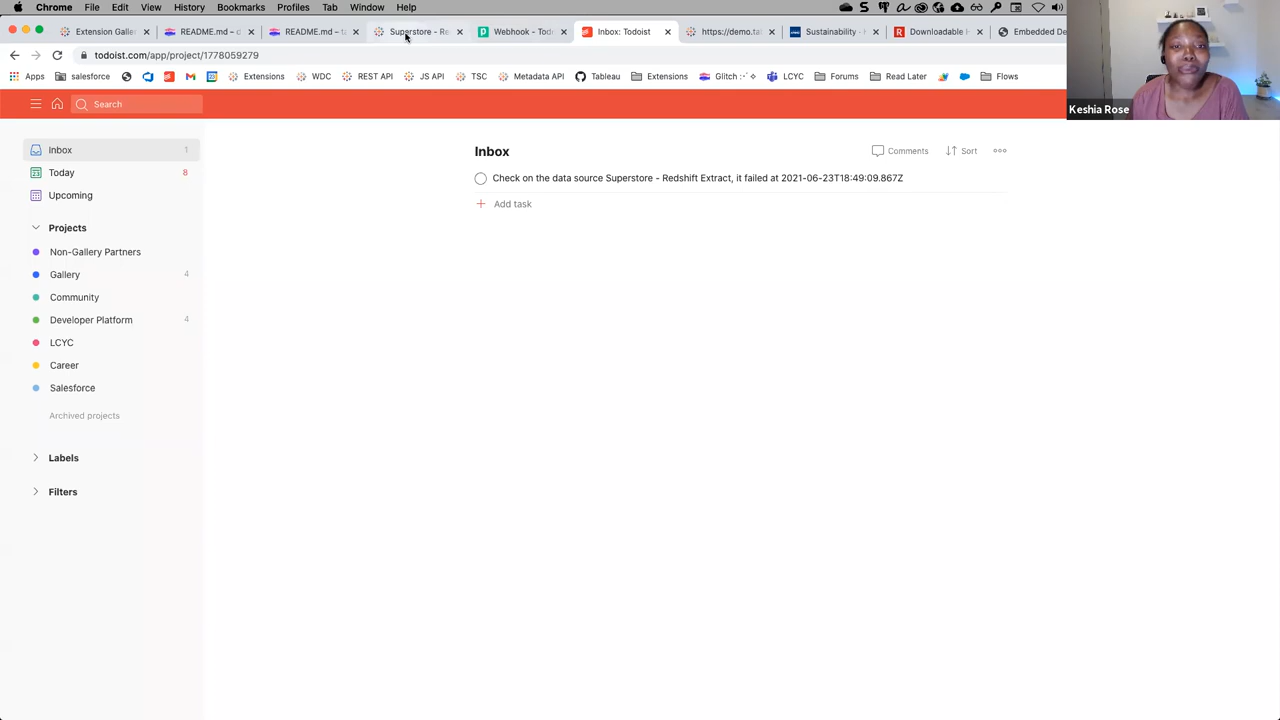 Chrome File Edit View History Bookmarks Profiles Tab Window Help
Extension Galle README.md – d README.md – ta Superstore - Re Webhook - Tod Inbox: Todoist https://demo.ta Sustainability - Downloadable Embedded De
todoist.com/app/project/1778059279
Apps salesforce Extensions WDC REST API JS API TSC Metadata API Tableau Extensions Glitch :･ﾟ✧ LCYC Forums Read Later Flows
Search
Keshia Rose
Inbox 1
Today 8
Upcoming
Projects
Non-Gallery Partners
Gallery 4
Community
Developer Platform 4
LCYC
Career
Salesforce
Archived projects
Labels
Filters
Inbox
Comments Sort
Check on the data source Superstore - Redshift Extract, it failed at 2021-06-23T18:49:09.867Z
Add task